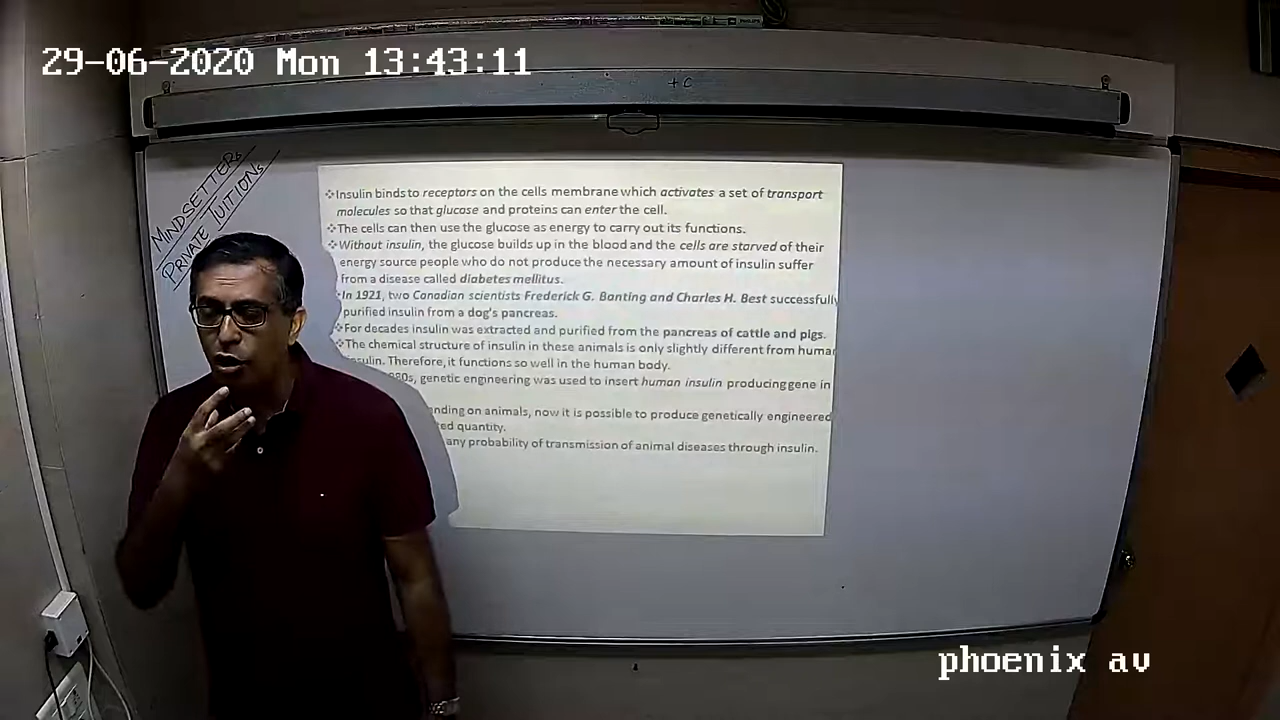 29-06-2020 Mon 13:43:11
+C
MINDSETTERS
PRIVATE TUITIONS
❖Insulin binds to receptors on the cells membrane which activates a set of transport
molecules so that glucose and proteins can enter the cell.
❖The cells can then use the glucose as energy to carry out its functions.
❖Without insulin, the glucose builds up in the blood and the cells are starved of their
energy source people who do not produce the necessary amount of insulin suffer
from a disease called diabetes mellitus.
❖In 1921, two Canadian scientists Frederick G. Banting and Charles H. Best successfully
purified insulin from a dog's pancreas.
❖For decades insulin was extracted and purified from the pancreas of cattle and pigs.
❖The chemical structure of insulin in these animals is only slightly different from human
insulin. Therefore, it functions so well in the human body.
980s, genetic engineering was used to insert human insulin producing gene in
nding on animals, now it is possible to produce genetically engineered
ed quantity.
any probability of transmission of animal diseases through insulin.
phoenix av